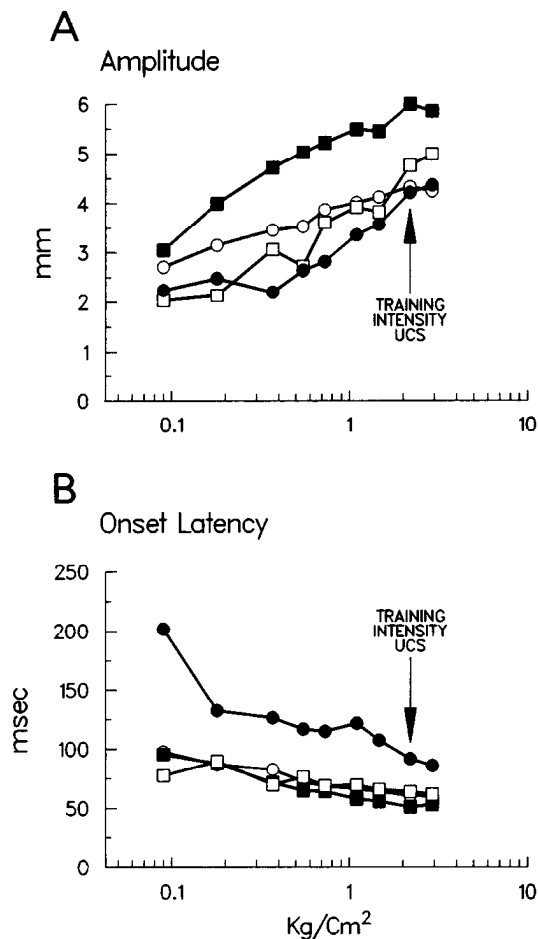 A
Amplitude
6
5
4
3
2
1
0
mm
TRAINING
INTENSITY
UCS
0.1
1
10
B
Onset Latency
250
200
150
100
50
0
msec
TRAINING
INTENSITY
UCS
0.1
1
10
Kg/Cm²